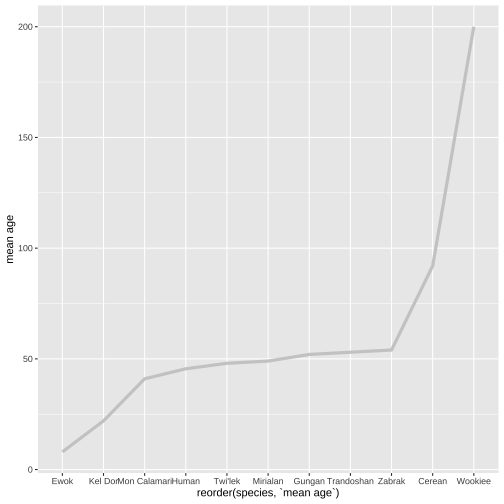 mean age
200
150
100
50
0
Ewok Kel Dor Mon Calamari Human Twi'lek Mirialan Gungan Trandoshan Zabrak Cerean Wookiee
reorder(species, `mean age`)